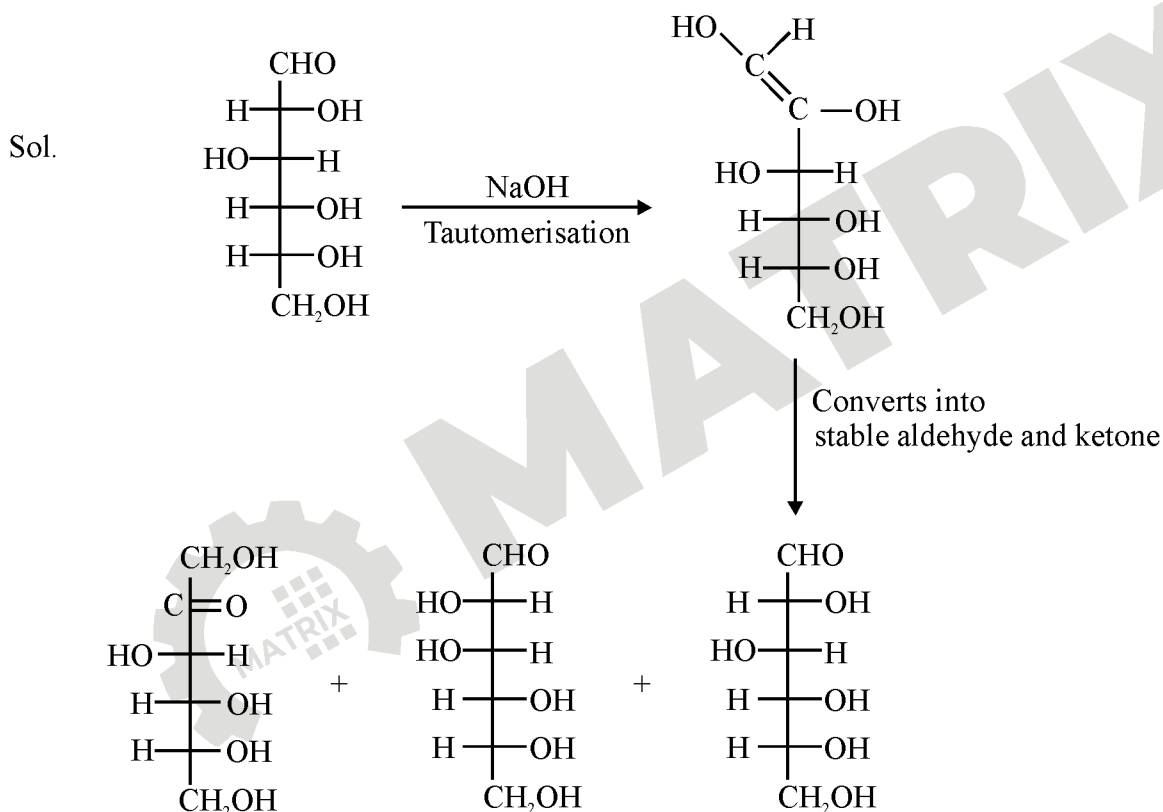 Sol.
CHO
H OH
HO H
H OH
H OH
CH₂OH
NaOH
Tautomerisation
HO H
C
C OH
HO H
H OH
H OH
CH₂OH
Converts into
stable aldehyde and ketone
CH₂OH
C O
HO H
H OH
H OH
CH₂OH
+
CHO
HO H
HO H
H OH
H OH
CH₂OH
+
CHO
H OH
HO H
H OH
H OH
CH₂OH
MATRIX
MATRIX